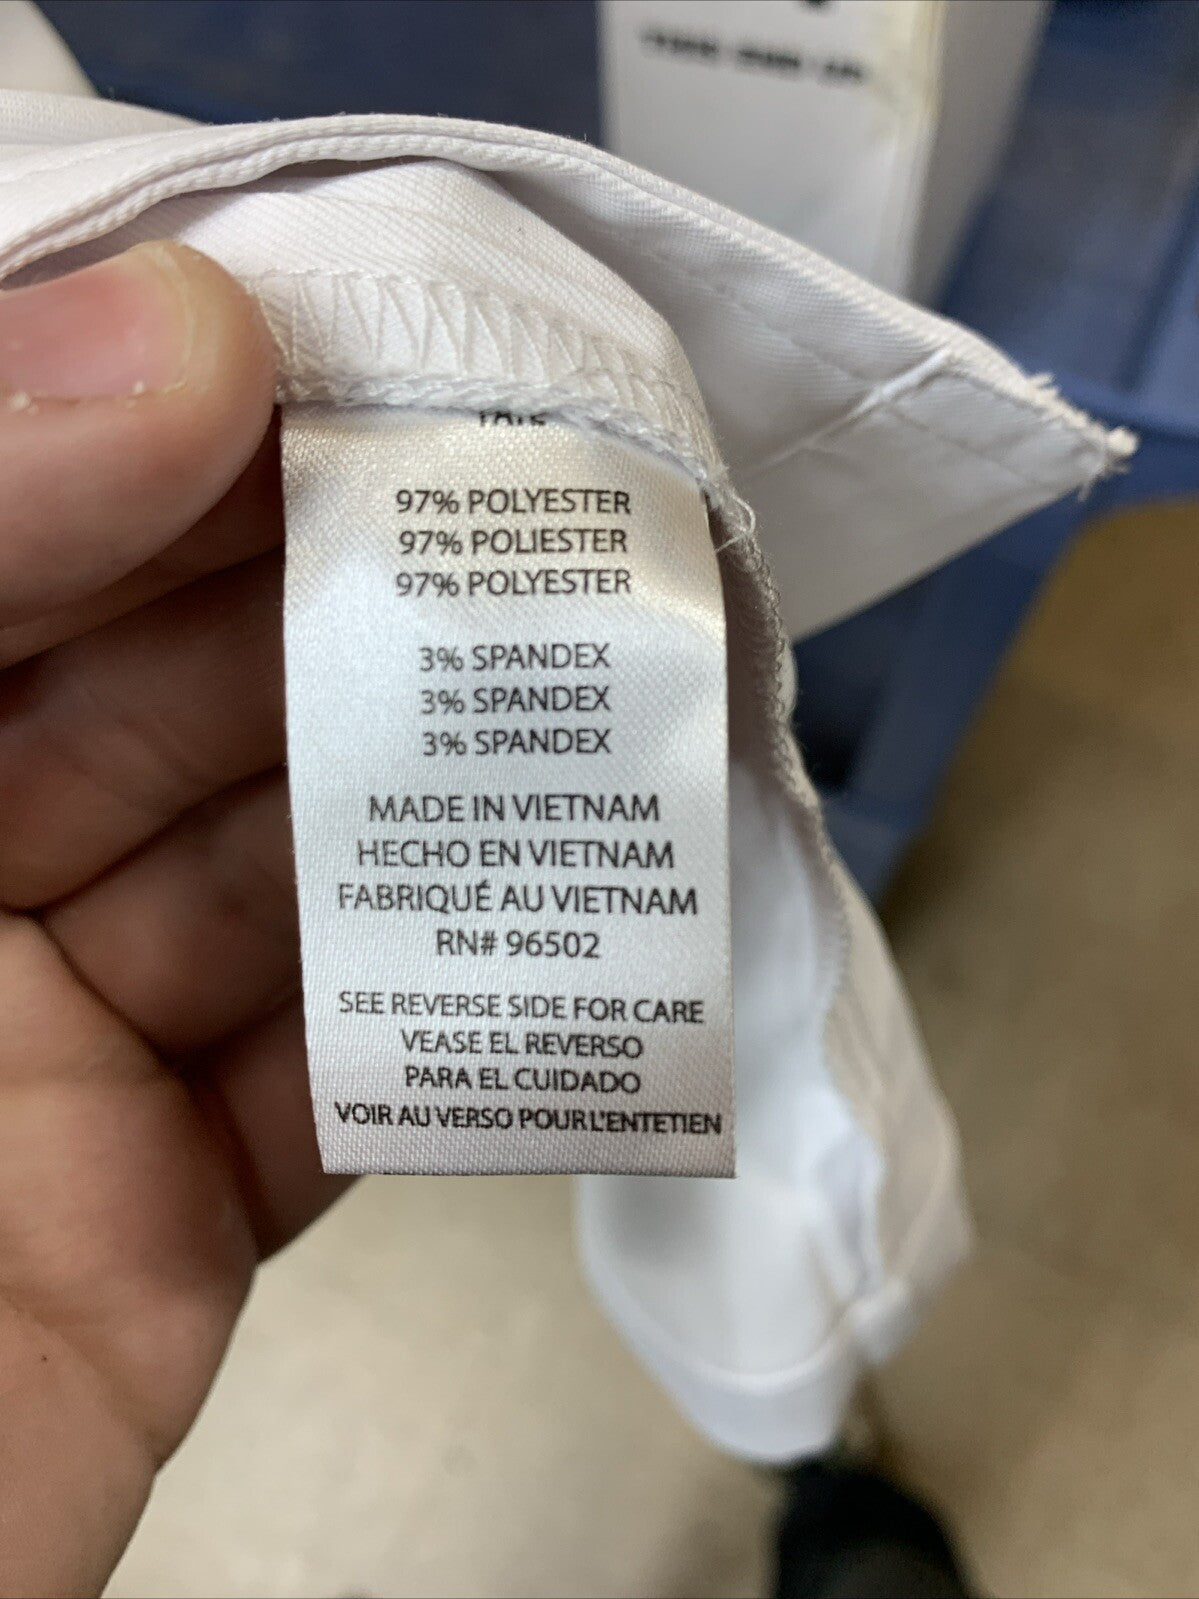 97% POLYESTER
97% POLIESTER
97% POLYESTER
3% SPANDEX
3% SPANDEX
3% SPANDEX
MADE IN VIETNAM
HECHO EN VIETNAM
FABRIQUÉ AU VIETNAM
RN# 96502
SEE REVERSE SIDE FOR CARE
VEASE EL REVERSO
PARA EL CUIDADO
VOIR AU VERSO POUR L'ENTETIEN